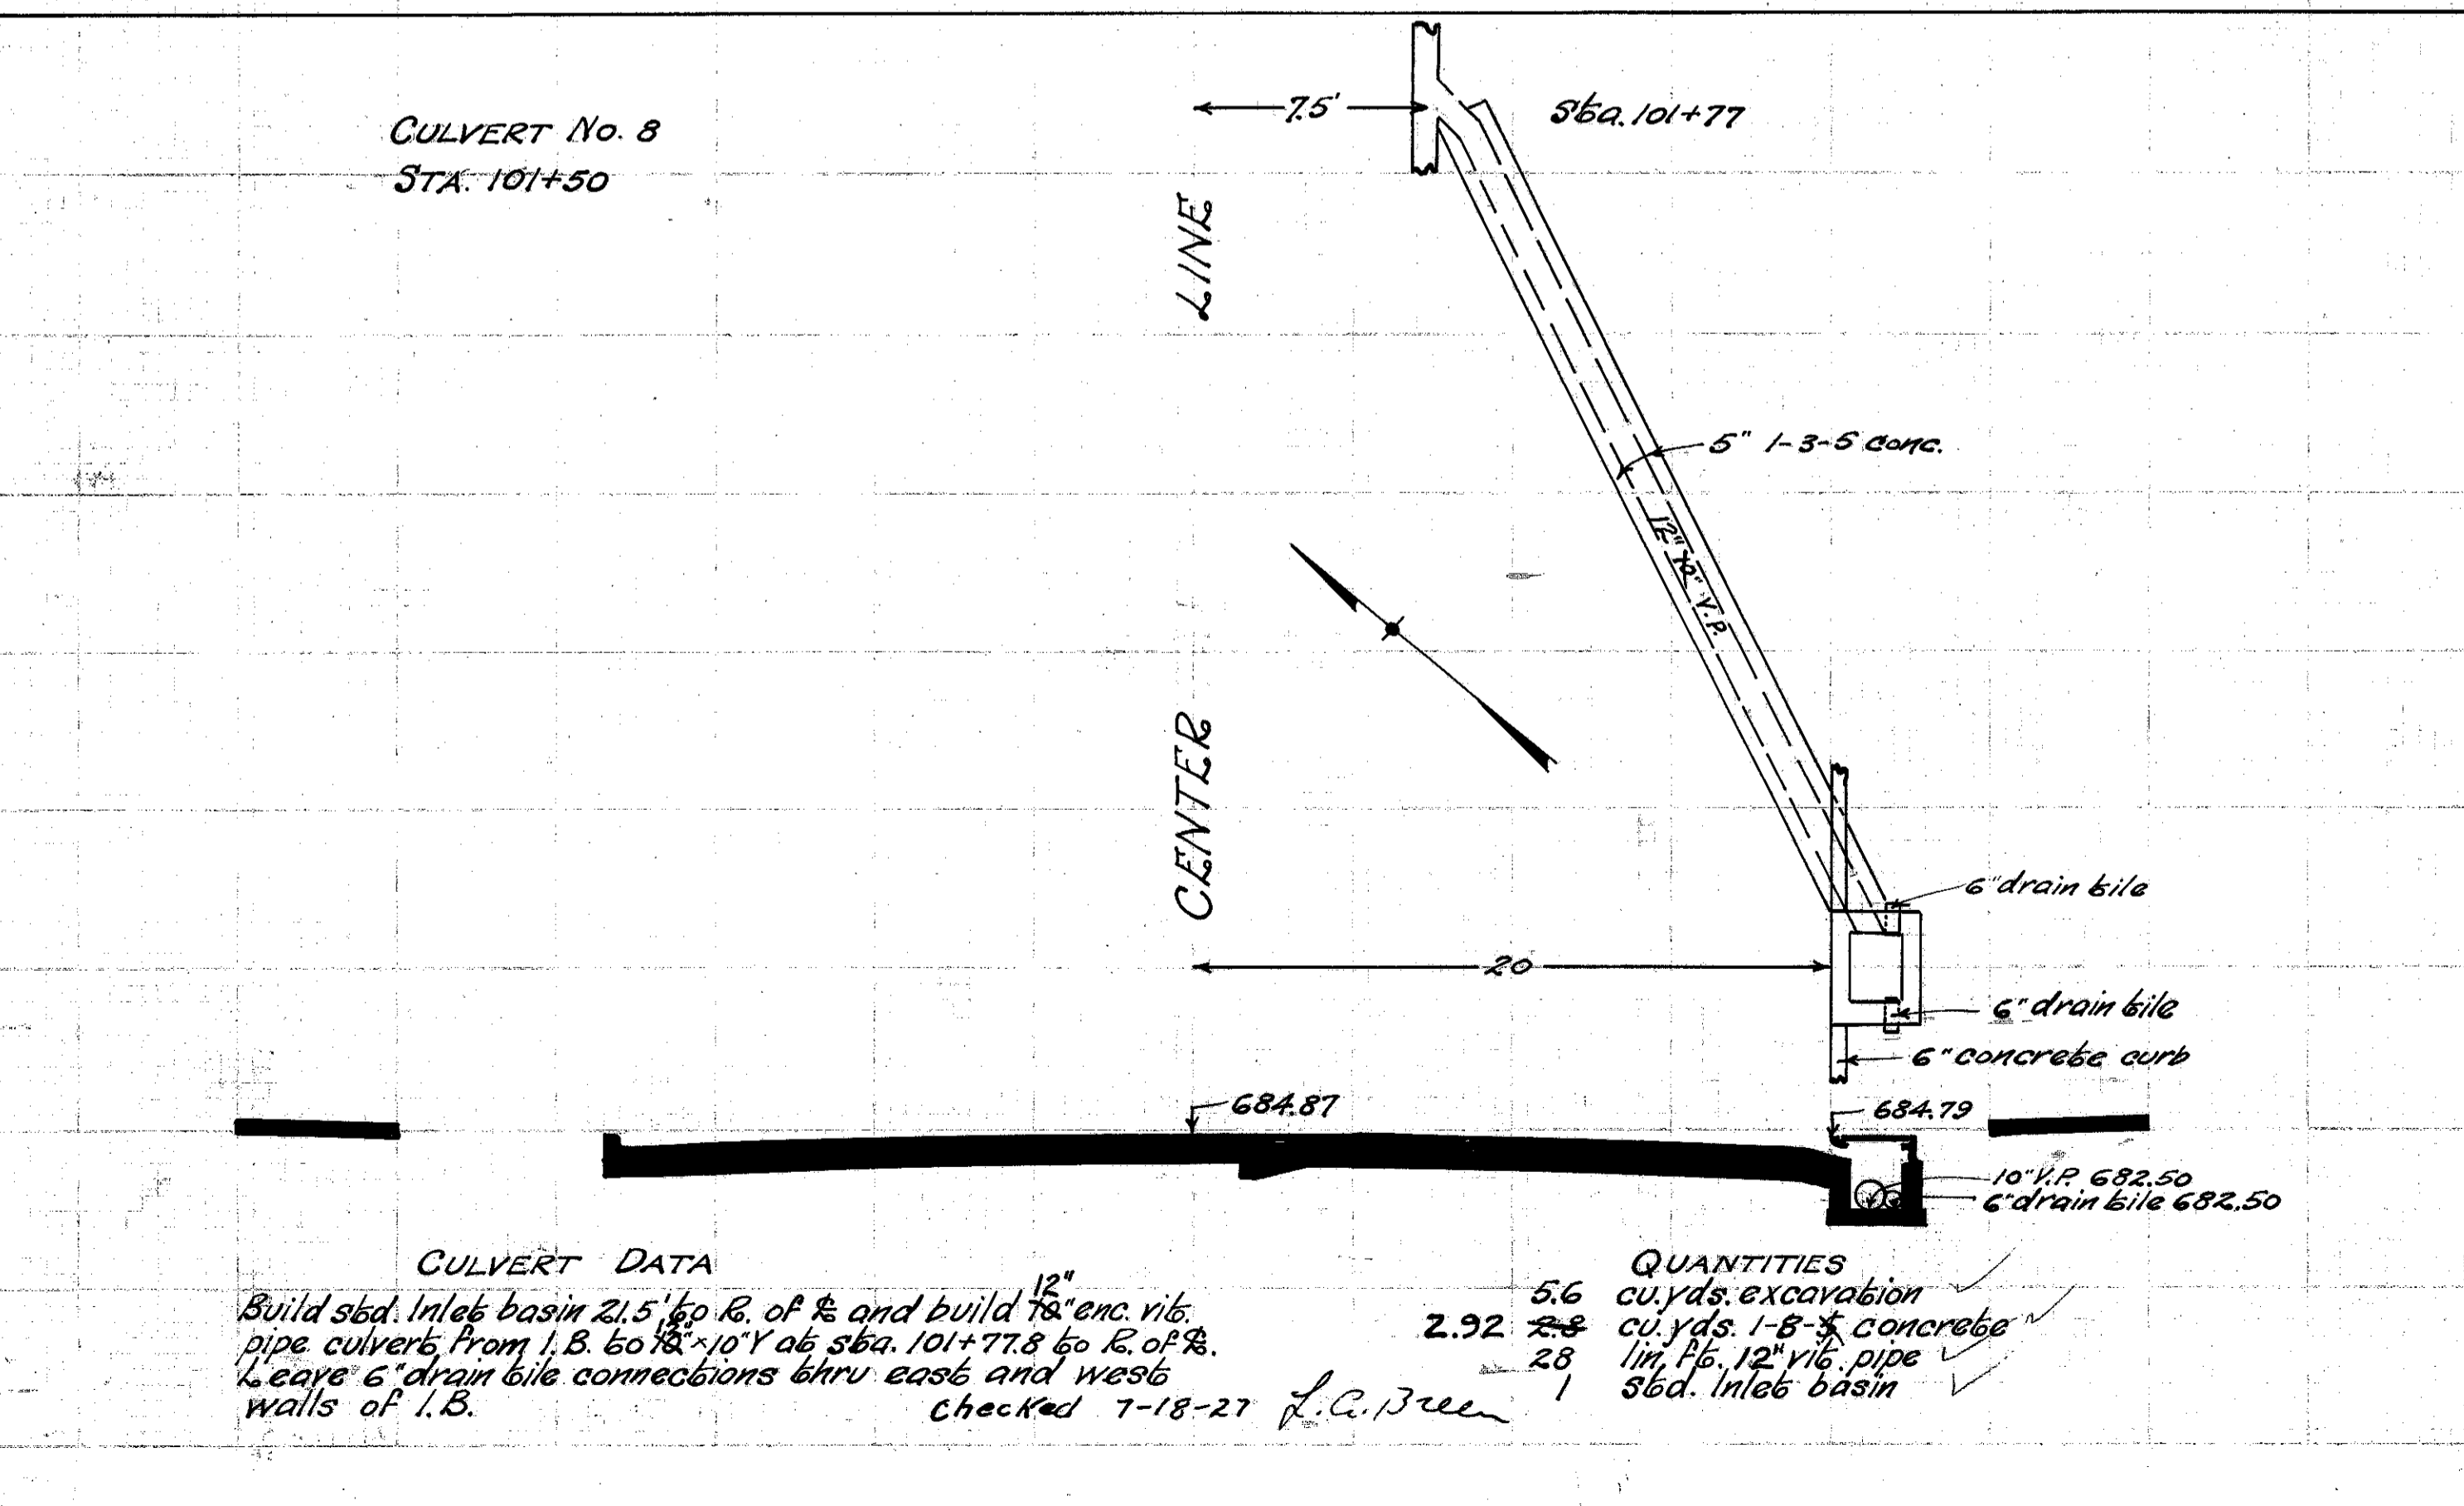 CULVERT No. 8
STA. 101+50
7.5'
Sta. 101+77
LINE
5" 1-3-5 conc.
12" 10" V.P.
CENTER
6" drain tile
20
6" drain tile
6" concrete curb
684.87
684.79
10" V.P. 682.50
6" drain tile 682.50
CULVERT DATA
Build std. Inlet basin 21.5' to R. of ℄ and build 12" 10" enc. vit.
pipe culvert from I.B. to 12" × 10" Y at sta. 101+77.8 to R. of ℄.
Leave 6" drain tile connections thru east and west
walls of I.B.
checked 7-18-27 L.A. Breen
QUANTITIES
5.6 cu. yds. excavation
2.92 2.8 cu. yds. concrete
28 lin. ft. 12" vit. pipe
1 std. Inlet basin